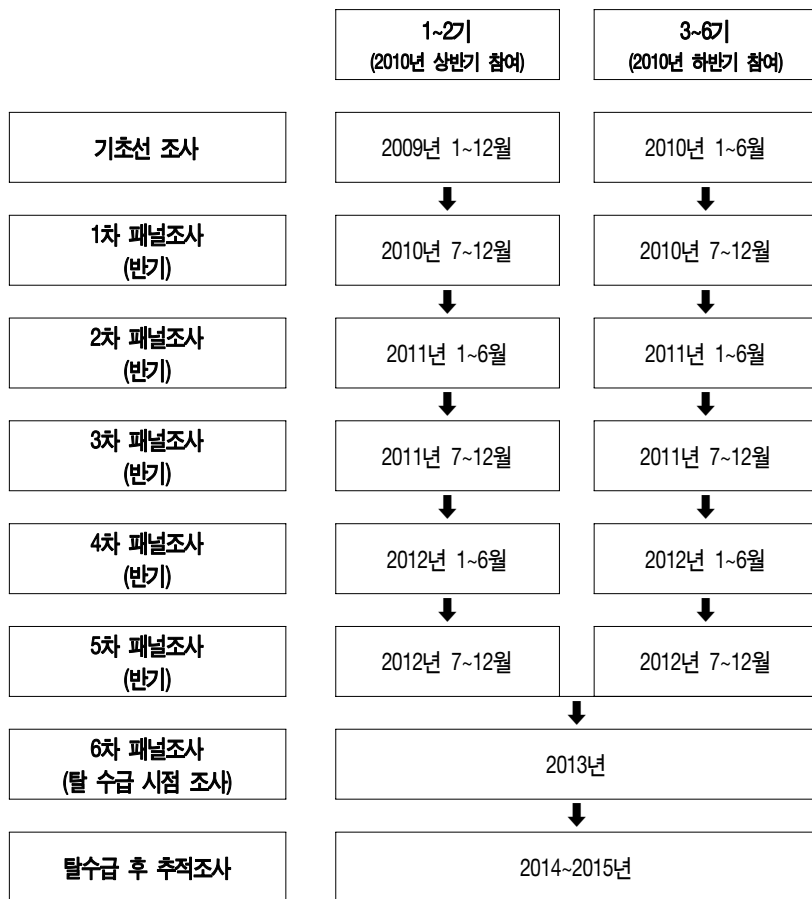 1~2기
(2010년 상반기 참여)
3~6기
(2010년 하반기 참여)
기초선 조사
2009년 1~12월
2010년 1~6월
1차 패널조사
(반기)
2010년 7~12월
2010년 7~12월
2차 패널조사
(반기)
2011년 1~6월
2011년 1~6월
3차 패널조사
(반기)
2011년 7~12월
2011년 7~12월
4차 패널조사
(반기)
2012년 1~6월
2012년 1~6월
5차 패널조사
(반기)
2012년 7~12월
2012년 7~12월
6차 패널조사
(탈 수급 시점 조사)
2013년
탈수급 후 추적조사
2014~2015년